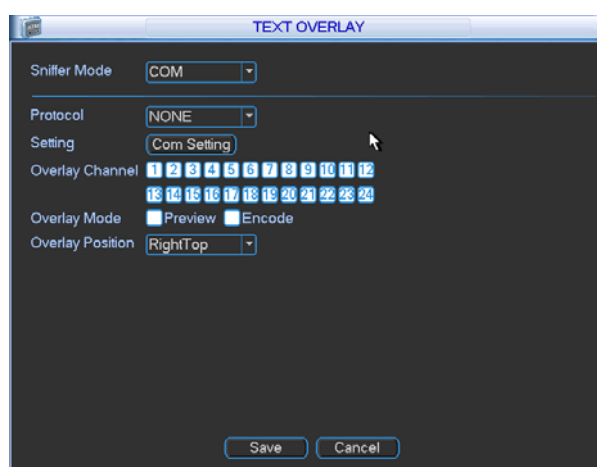 TEXT OVERLAY
Sniffer Mode COM
Protocol NONE
Setting Com Setting
Overlay Channel 1 2 3 4 5 6 7 8 9 10 11 12
13 14 15 16 17 18 19 20 21 22 23 24
Overlay Mode Preview Encode
Overlay Position RightTop
Save Cancel